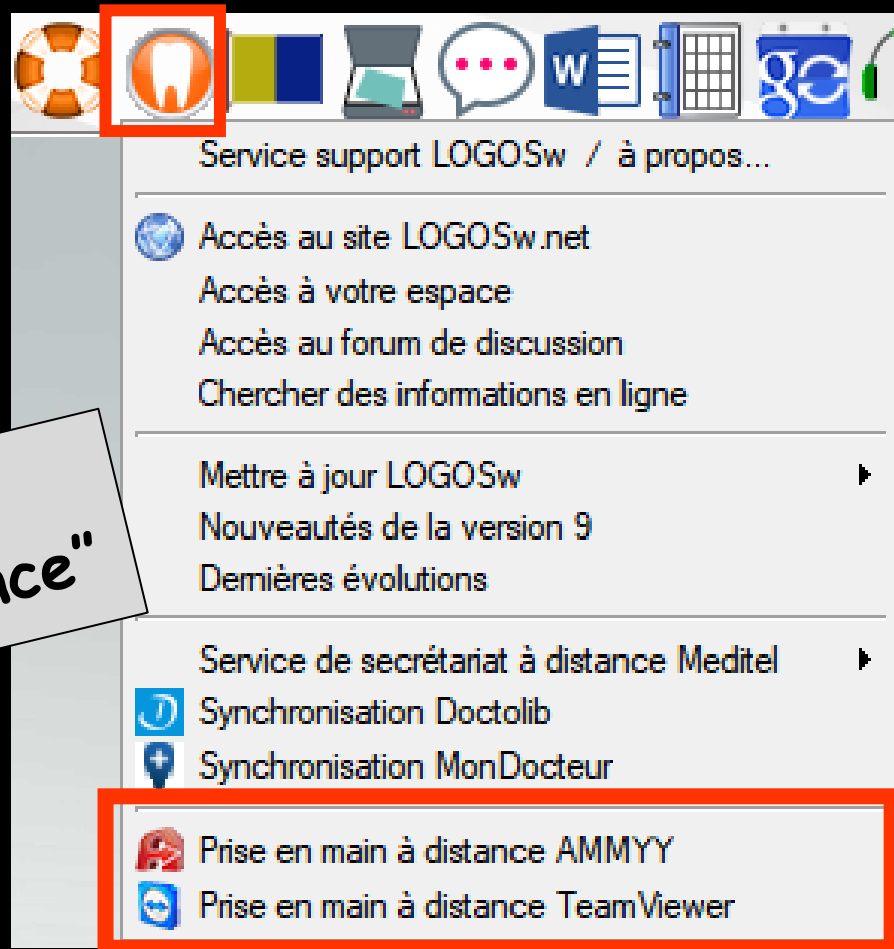 W
Service support LOGOSw / à propos...
Accès au site LOGOSw.net
Accès à votre espace
Accès au forum de discussion
Chercher des informations en ligne
Mettre à jour LOGOSw
nce"
Nouveautés de la version 9
Dernières évolutions
Service de secrétariat à distance Meditel
Synchronisation Doctolib
Synchronisation MonDocteur
Prise en main à distance AMMYY
Prise en main à distance TeamViewer